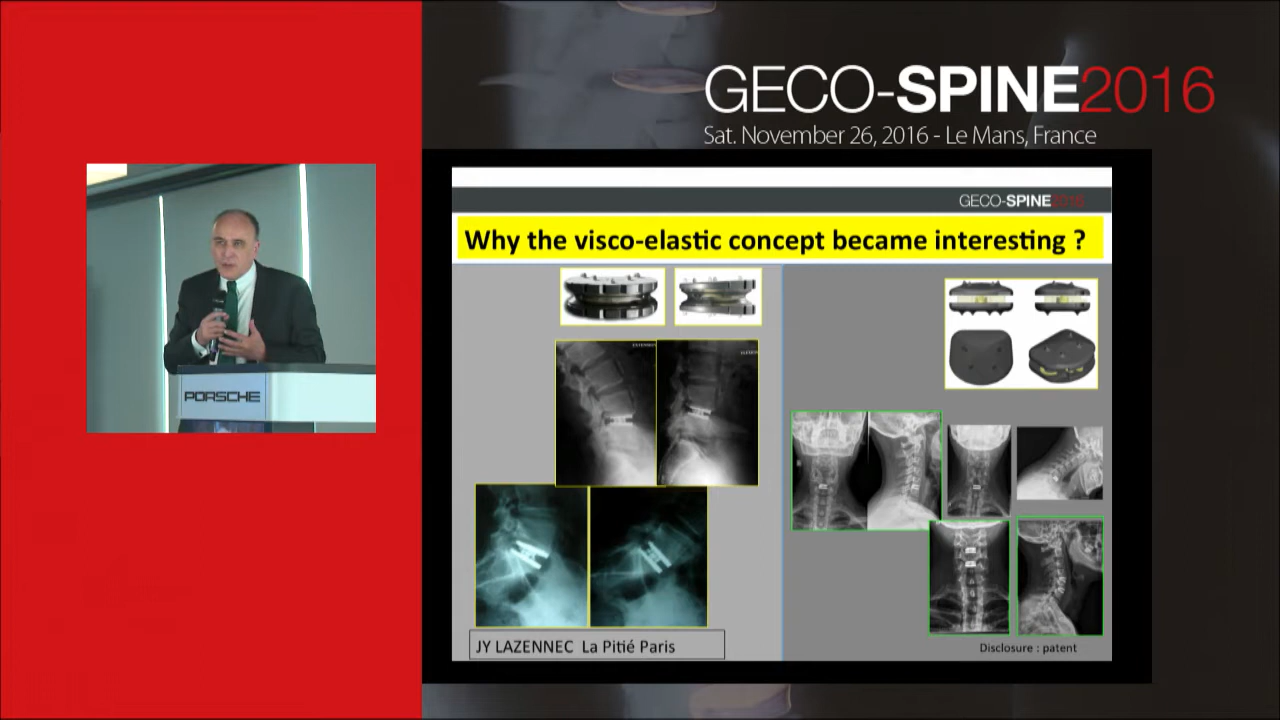 GECO-SPINE2016
Sat. November 26, 2016 - Le Mans, France
GECO-SPINE2016
Why the visco-elastic concept became interesting ?
PORSCHE
JY LAZENNEC La Pitié Paris
Disclosure : patent